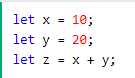 let x = 10;
let y = 20;
let z = x + y;